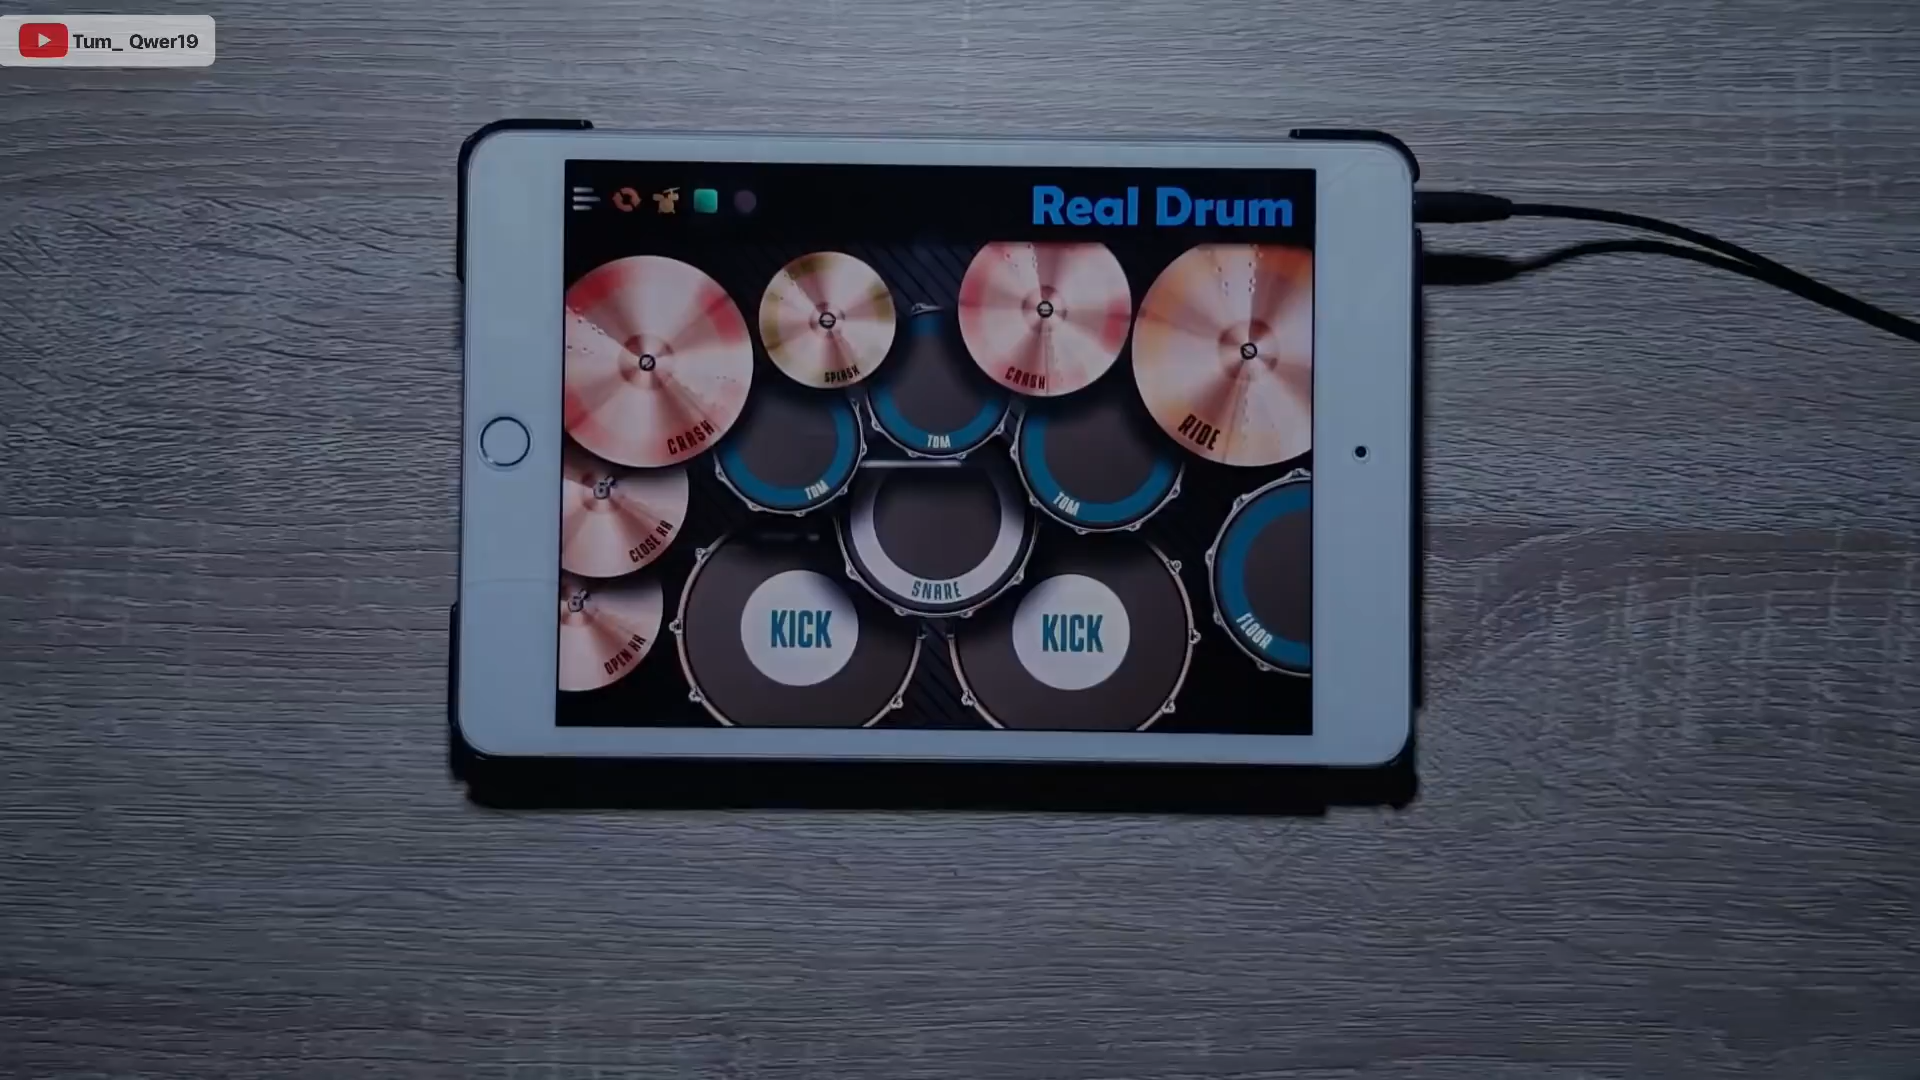 Tum_ Qwer19
Real Drum
CRASH
SPLASH
CRASH
RIDE
TOM
TOM
TOM
CLOSE HH
SNARE
OPEN HH
KICK
KICK
FLOOR